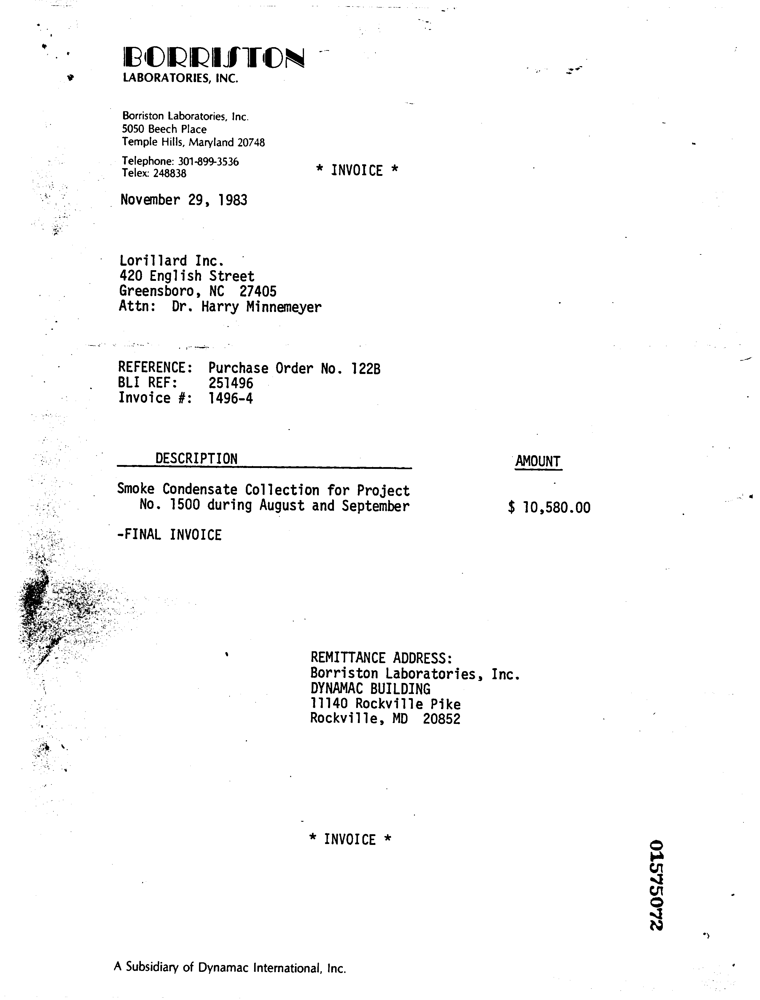 BORRISTON
LABORATORIES, INC.
Borriston Laboratories, Inc.
5050 Beech Place
Temple Hills, Maryland 20748
Telephone: 301-899-3536
Telex: 248838
* INVOICE *
November 29, 1983
Lorillard Inc.
420 English Street
Greensboro, NC 27405
Attn: Dr. Harry Minnemeyer
REFERENCE: Purchase Order No. 122B
BLI REF: 251496
Invoice #: 1496-4
DESCRIPTION AMOUNT
Smoke Condensate Collection for Project
No. 1500 during August and September $ 10,580.00
-FINAL INVOICE
REMITTANCE ADDRESS:
Borriston Laboratories, Inc.
DYNAMAC BUILDING
11140 Rockville Pike
Rockville, MD 20852
* INVOICE *
01575072
A Subsidiary of Dynamac International, Inc.